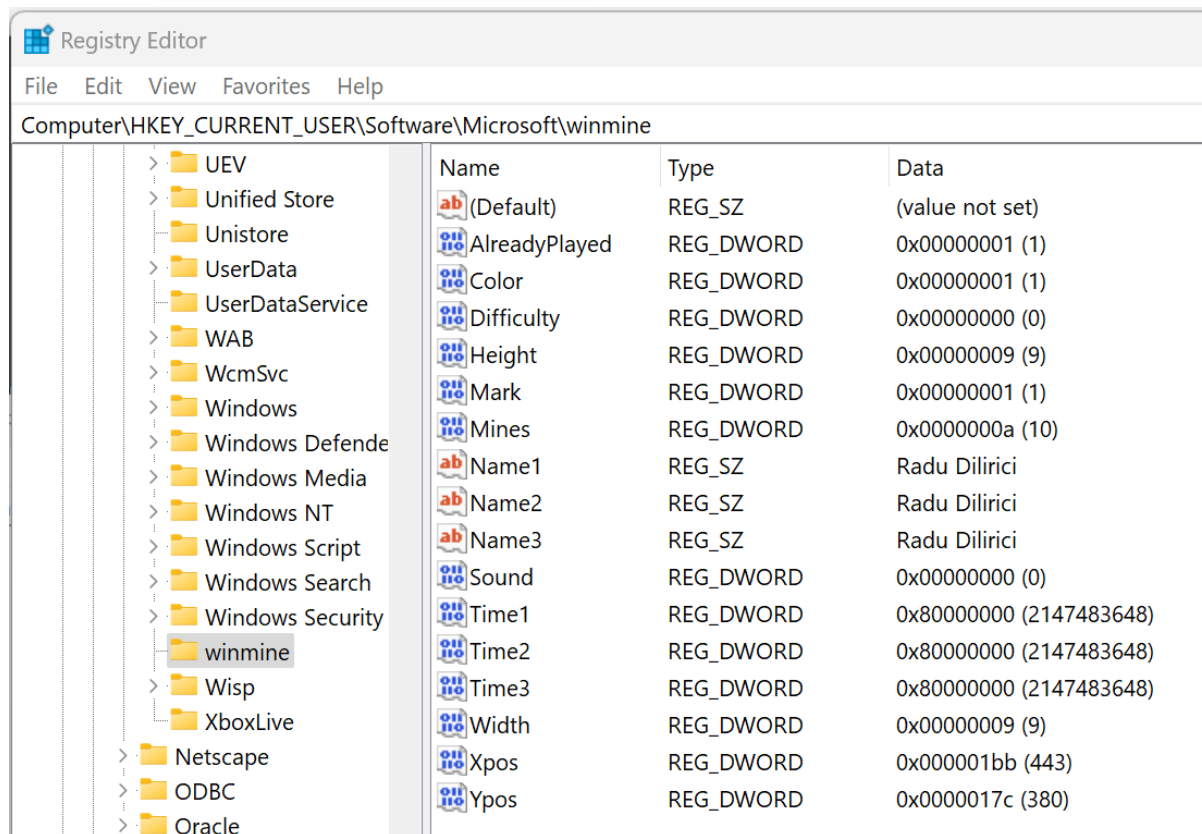 Registry Editor
File Edit View Favorites Help
Computer\HKEY_CURRENT_USER\Software\Microsoft\winmine
UEV
Unified Store
Unistore
UserData
UserDataService
WAB
WcmSvc
Windows
Windows Defende
Windows Media
Windows NT
Windows Script
Windows Search
Windows Security
winmine
Wisp
XboxLive
Netscape
ODBC
Oracle
Name Type Data
(Default) REG_SZ (value not set)
AlreadyPlayed REG_DWORD 0x00000001 (1)
Color REG_DWORD 0x00000001 (1)
Difficulty REG_DWORD 0x00000000 (0)
Height REG_DWORD 0x00000009 (9)
Mark REG_DWORD 0x00000001 (1)
Mines REG_DWORD 0x0000000a (10)
Name1 REG_SZ Radu Dilirici
Name2 REG_SZ Radu Dilirici
Name3 REG_SZ Radu Dilirici
Sound REG_DWORD 0x00000000 (0)
Time1 REG_DWORD 0x80000000 (2147483648)
Time2 REG_DWORD 0x80000000 (2147483648)
Time3 REG_DWORD 0x80000000 (2147483648)
Width REG_DWORD 0x00000009 (9)
Xpos REG_DWORD 0x000001bb (443)
Ypos REG_DWORD 0x0000017c (380)